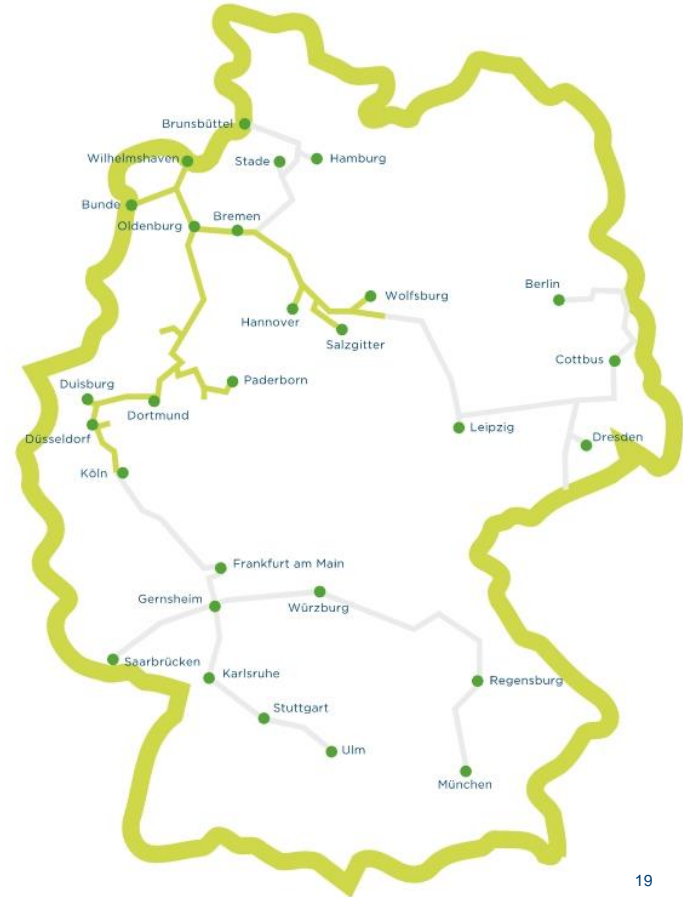 Brunsbüttel
Wilhelmshaven
Stade
Hamburg
Bunde
Oldenburg
Bremen
Wolfsburg
Berlin
Hannover
Salzgitter
Cottbus
Duisburg
Paderborn
Dortmund
Düsseldorf
Leipzig
Dresden
Köln
Frankfurt am Main
Gernsheim
Würzburg
Saarbrücken
Karlsruhe
Regensburg
Stuttgart
Ulm
München
19